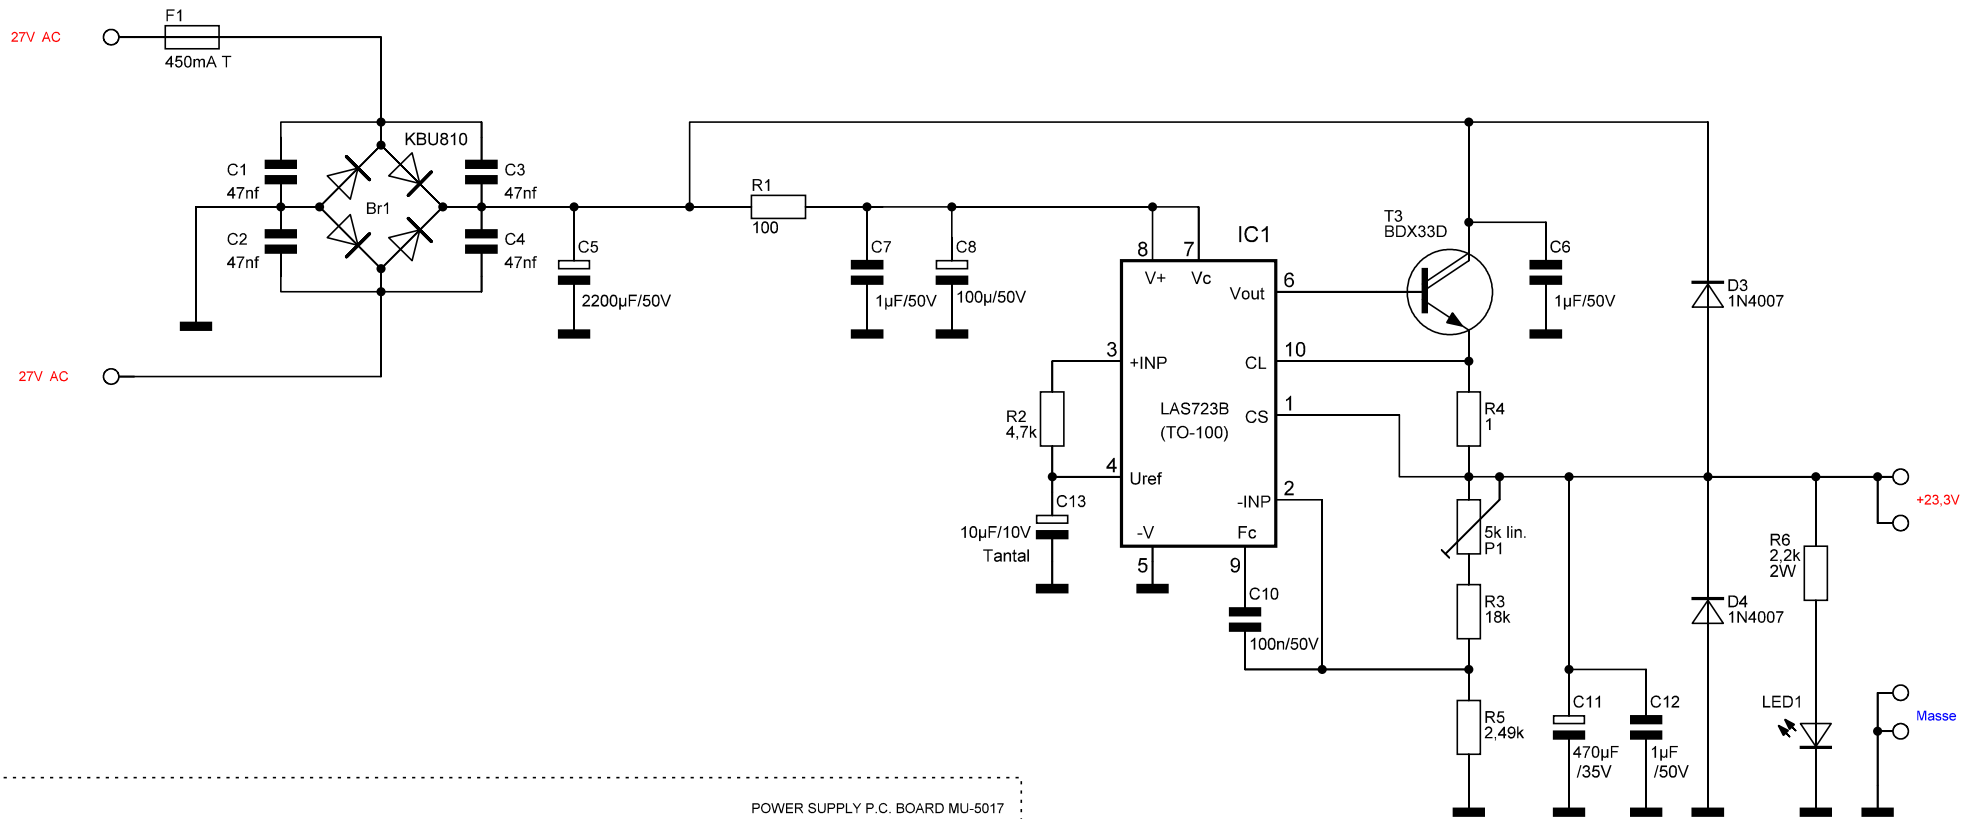 F1
27V AC
450mA T
KBU810
C1
47nf
C3
47nf
Br1
C2
47nf
C4
47nf
C5
2200µF/50V
R1
100
C7
1µF/50V
C8
100µ/50V
IC1
8
7
V+
Vc
6
Vout
T3
BDX33D
C6
1µF/50V
D3
1N4007
3
+INP
10
CL
R2
4,7k
LAS723B
(TO-100)
1
CS
R4
1
4
Uref
C13
10µF/10V
Tantal
2
-INP
-V
Fc
5
9
C10
100n/50V
5k lin.
P1
R3
18k
R5
2,49k
+23,3V
R6
2,2k
2W
D4
1N4007
C11
470µF
/35V
C12
1µF
/50V
LED1
Masse
27V AC
POWER SUPPLY P.C. BOARD MU-5017